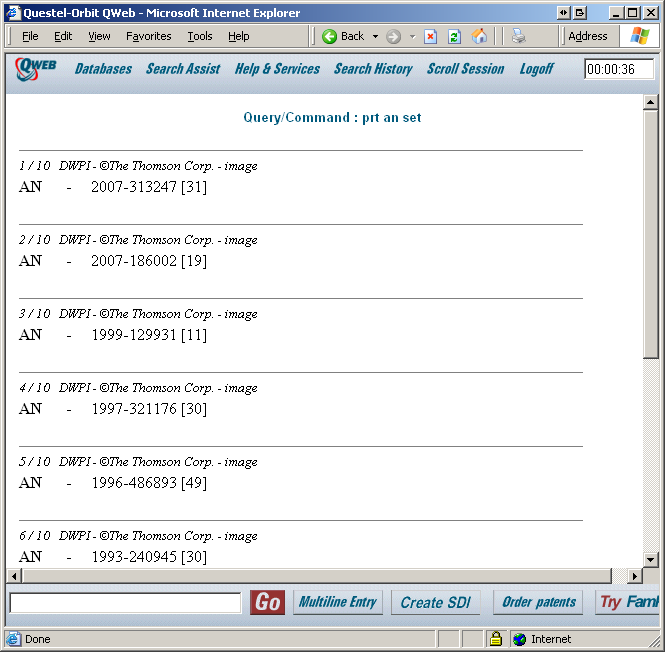 Questel-Orbit QWeb - Microsoft Internet Explorer
File Edit View Favorites Tools Help Back Address
QWEB Databases Search Assist Help & Services Search History Scroll Session Logoff 00:00:36
Query/Command : prt an set
1 / 10 DWPI - ©The Thomson Corp. - image
AN - 2007-313247 [31]
2 / 10 DWPI - ©The Thomson Corp. - image
AN - 2007-186002 [19]
3 / 10 DWPI - ©The Thomson Corp. - image
AN - 1999-129931 [11]
4 / 10 DWPI - ©The Thomson Corp. - image
AN - 1997-321176 [30]
5 / 10 DWPI - ©The Thomson Corp. - image
AN - 1996-486893 [49]
6 / 10 DWPI - ©The Thomson Corp. - image
AN - 1993-240945 [30]
Go Multiline Entry Create SDI Order patents Try Faml
Done Internet